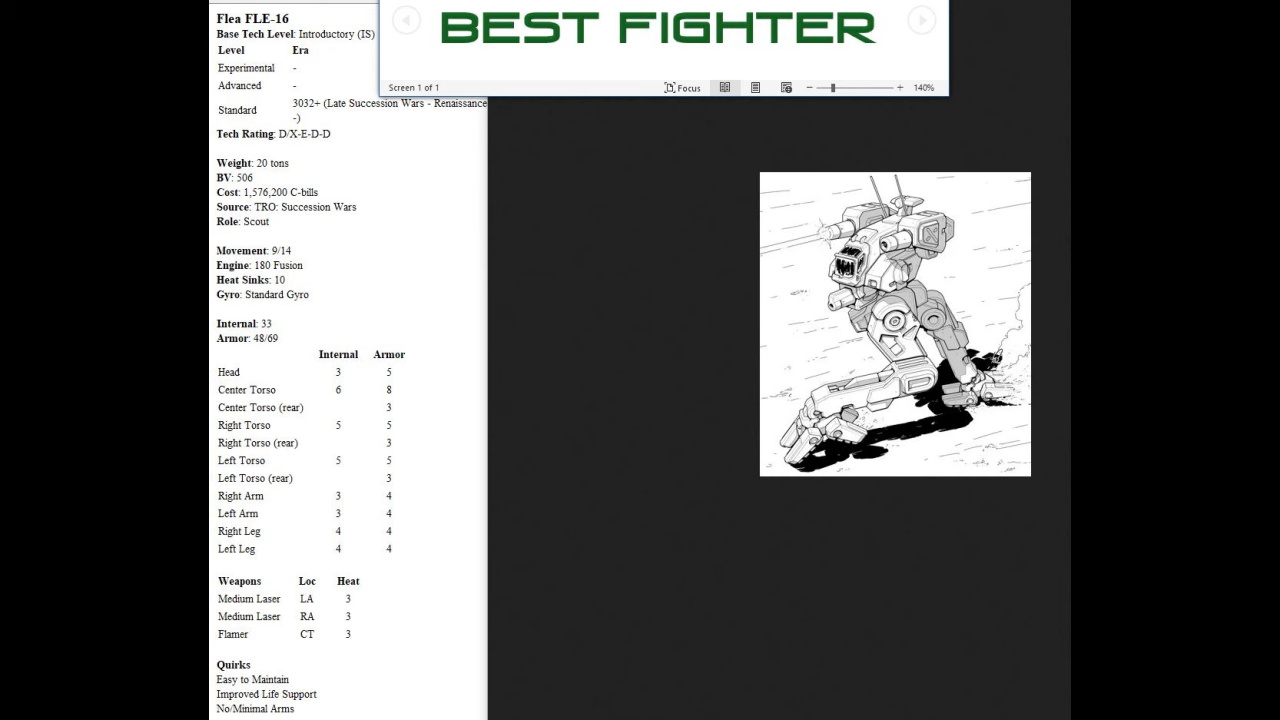 BEST FIGHTER
Screen 1 of 1 Focus 140%
Flea FLE-16
Base Tech Level: Introductory (IS)
Level Era
Experimental -
Advanced -
Standard 3032+ (Late Succession Wars - Renaissance
-)
Tech Rating: D/X-E-D-D
Weight: 20 tons
BV: 506
Cost: 1,576,200 C-bills
Source: TRO: Succession Wars
Role: Scout
Movement: 9/14
Engine: 180 Fusion
Heat Sinks: 10
Gyro: Standard Gyro
Internal: 33
Armor: 48/69
Internal Armor
Head 3 5
Center Torso 6 8
Center Torso (rear) 3
Right Torso 5 5
Right Torso (rear) 3
Left Torso 5 5
Left Torso (rear) 3
Right Arm 3 4
Left Arm 3 4
Right Leg 4 4
Left Leg 4 4
Weapons Loc Heat
Medium Laser LA 3
Medium Laser RA 3
Flamer CT 3
Quirks
Easy to Maintain
Improved Life Support
No/Minimal Arms